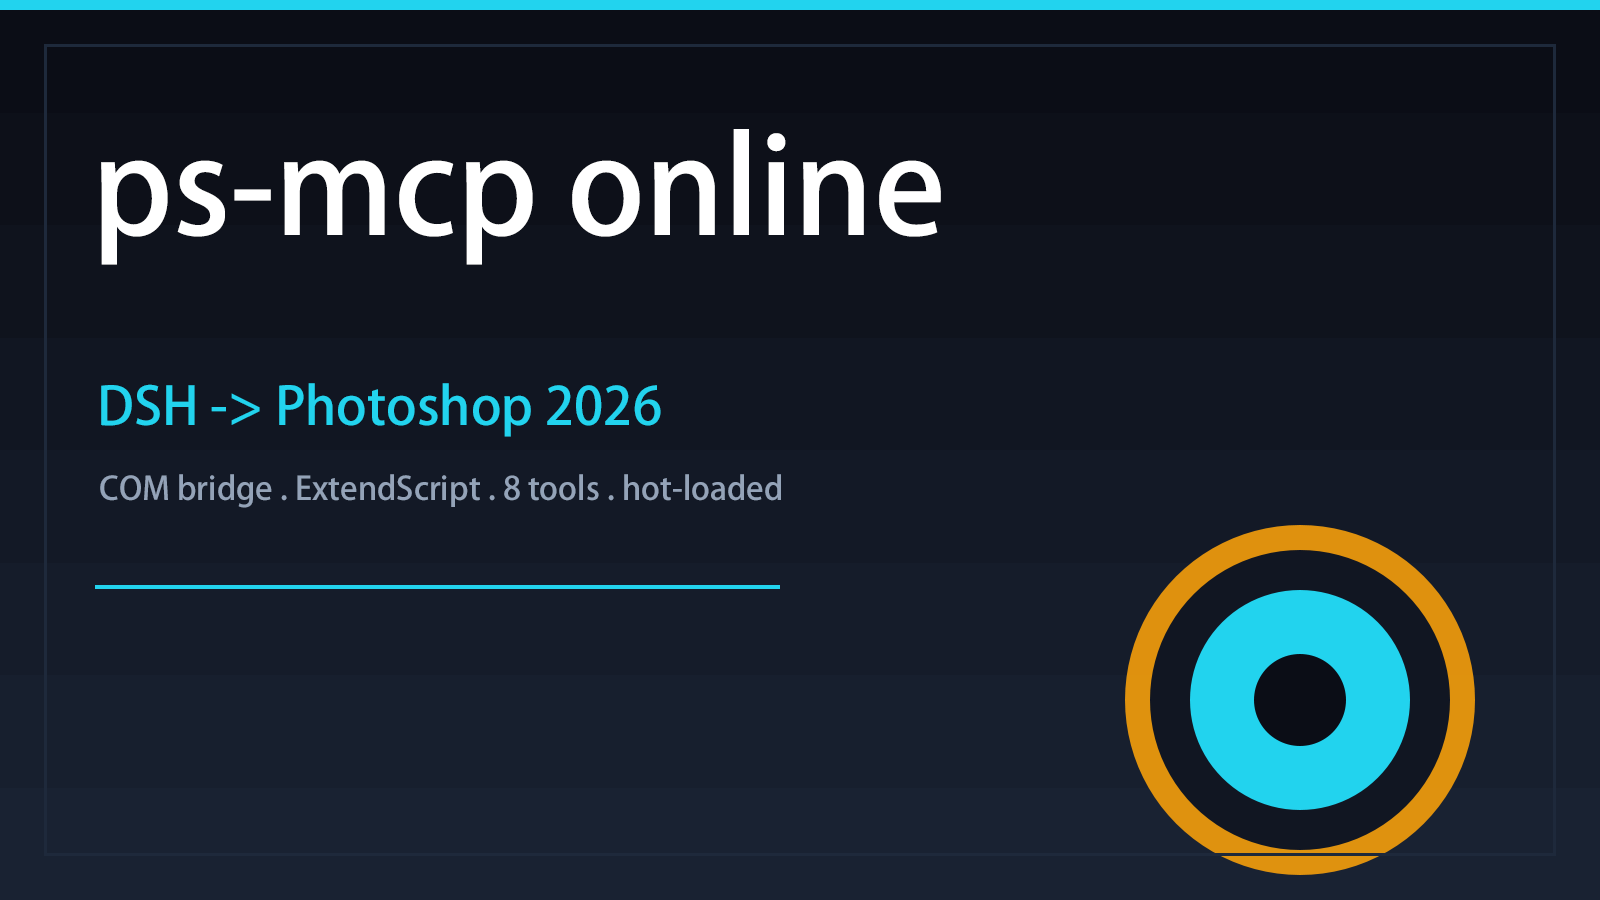 ps-mcp online
DSH -> Photoshop 2026
COM bridge . ExtendScript . 8 tools . hot-loaded